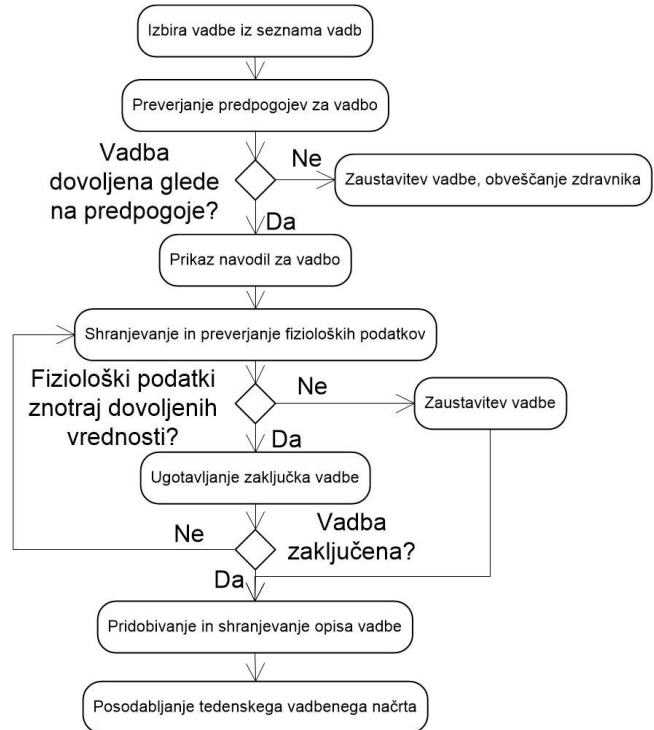 Izbira vadbe iz seznama vadb
Preverjanje predpogojev za vadbo
Vadba
dovoljena glede
na predpogoje?
Ne
Zaustavitev vadbe, obveščanje zdravnika
Da
Prikaz navodil za vadbo
Shranjevanje in preverjanje fizioloških podatkov
Fiziološki podatki
znotraj dovoljenih
vrednosti?
Ne
Zaustavitev vadbe
Da
Ugotavljanje zaključka vadbe
Ne
Vadba
zaključena?
Da
Pridobivanje in shranjevanje opisa vadbe
Posodabljanje tedenskega vadbenega načrta